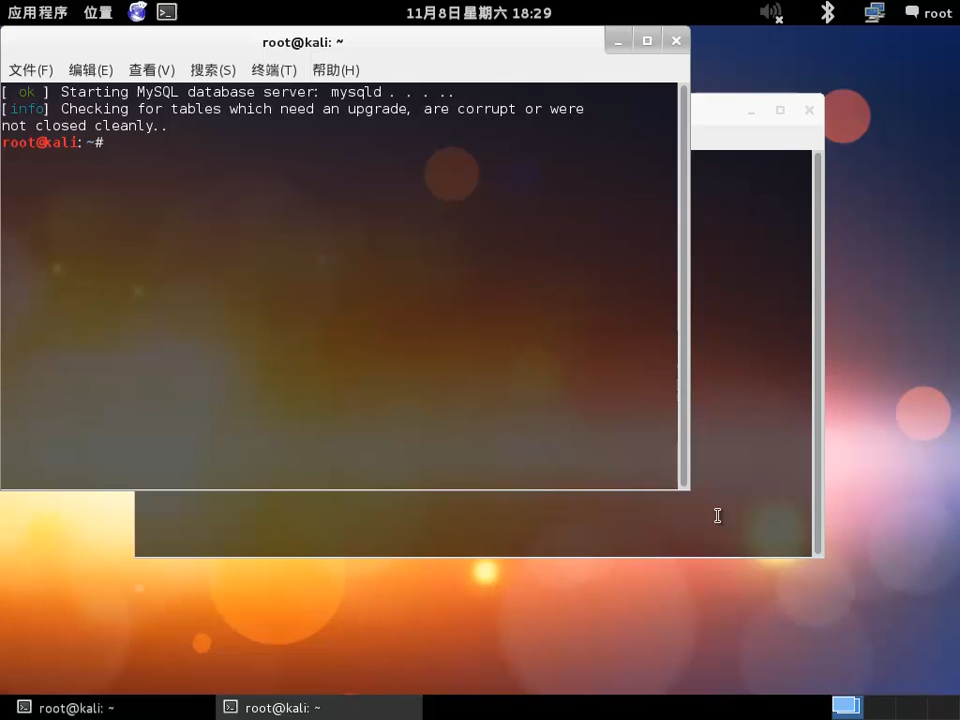 应用程序 位置 11月8日星期六 18:29 root
root@kali: ~
文件(F) 编辑(E) 查看(V) 搜索(S) 终端(T) 帮助(H)
[ ok ] Starting MySQL database server: mysqld . . . ..
[info] Checking for tables which need an upgrade, are corrupt or were
not closed cleanly..
root@kali:~#
root@kali: ~ root@kali: ~